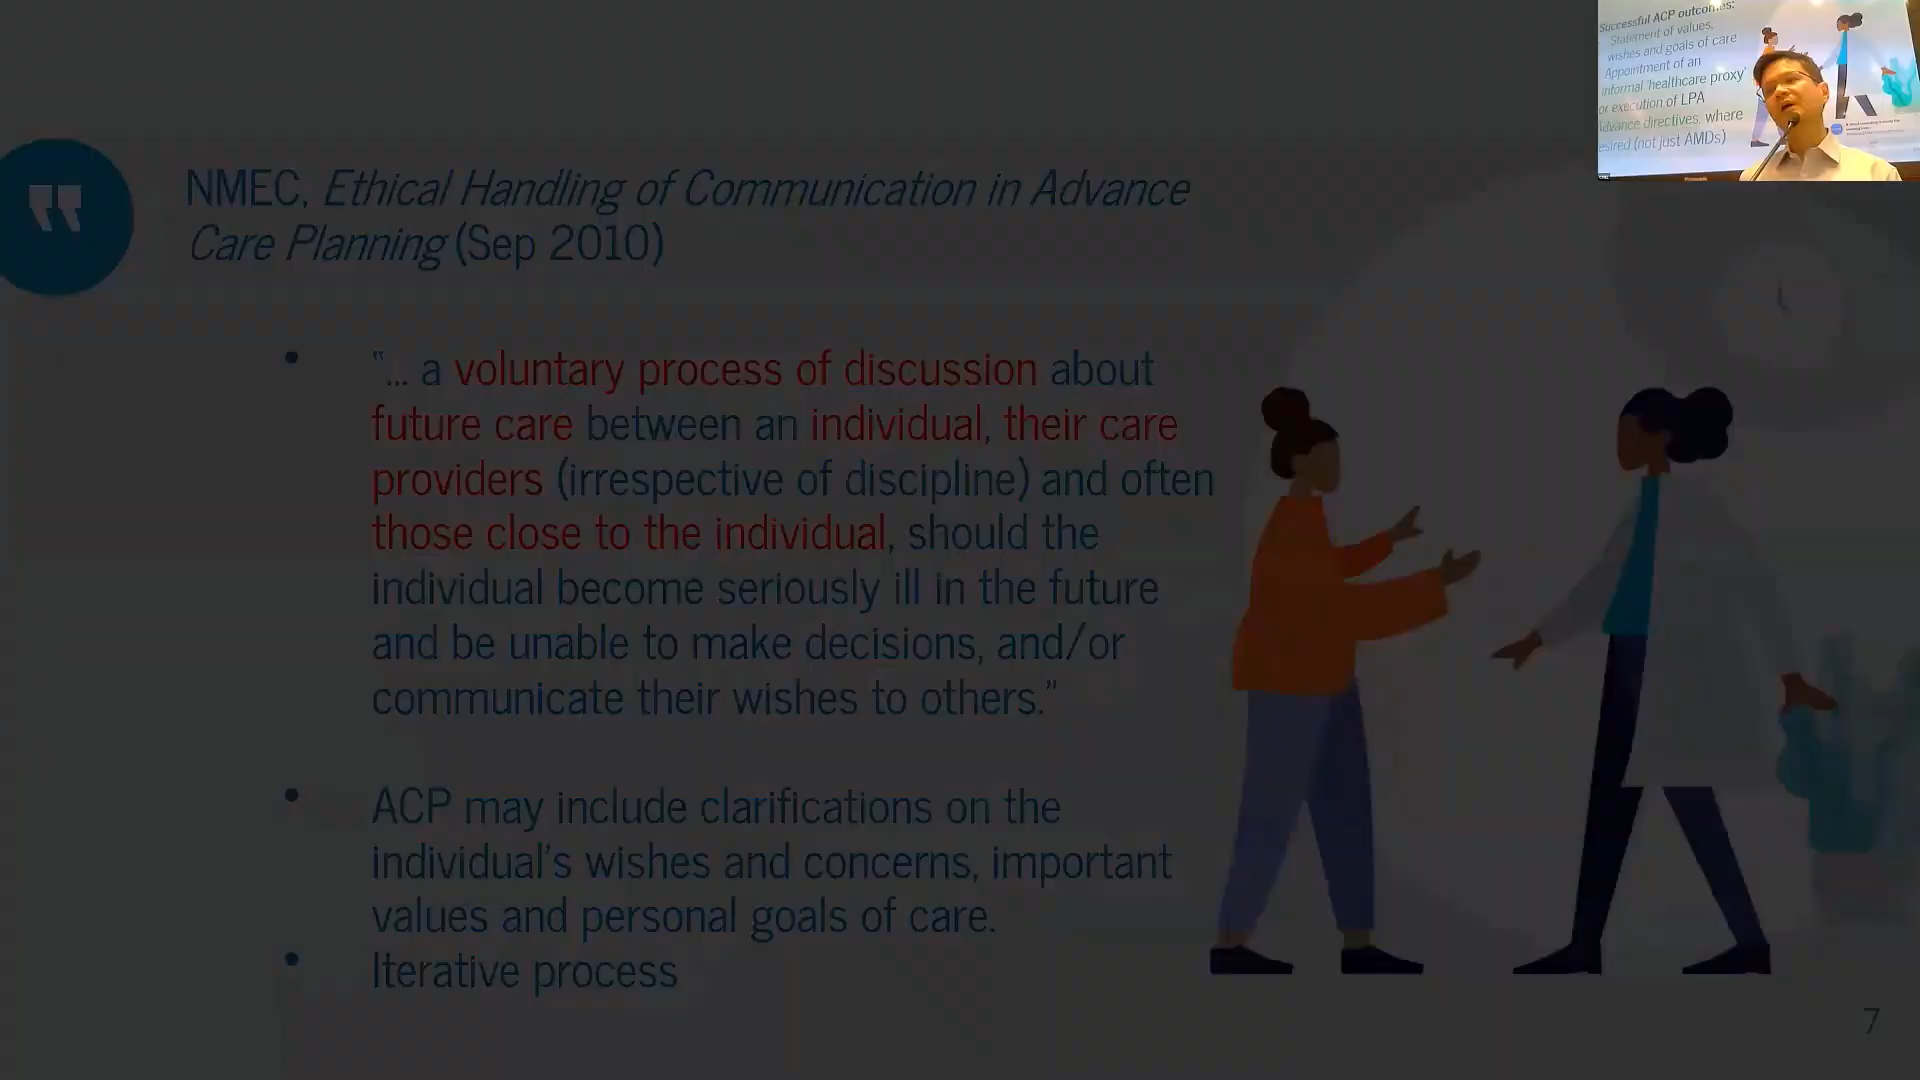 NMEC, Ethical Handling of Communication in Advance
Care Planning (Sep 2010)
• "... a voluntary process of discussion about
future care between an individual, their care
providers (irrespective of discipline) and often
those close to the individual, should the
individual become seriously ill in the future
and be unable to make decisions, and/or
communicate their wishes to others."
• ACP may include clarifications on the
individual's wishes and concerns, important
values and personal goals of care.
• Iterative process
7
Successful ACP outcomes:
Statement of values,
wishes and goals of care
Appointment of an
informal 'healthcare proxy'
or execution of LPA
Advance directives, where
desired (not just AMDs)